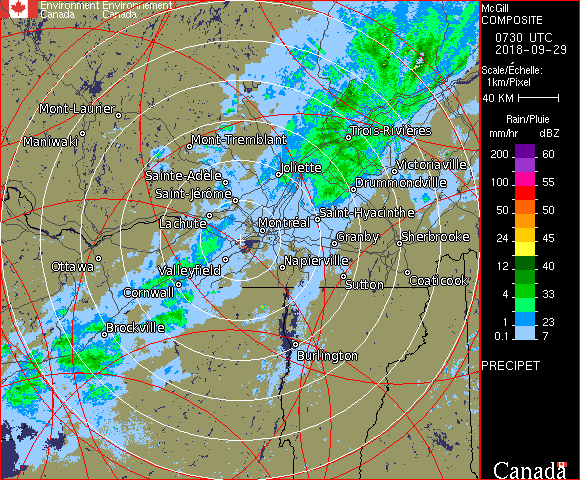 Environment Environnement
Canada Canada
McGill
COMPOSITE
0730 UTC
2018-09-29
Scale/Échelle:
1km/Pixel
40 KM
Rain/Pluie
mm/hr dBZ
200 60
100 55
50 50
24 45
12 40
4 33
1 23
0.1 7
PRECIPET
Canada
Mont-Laurier
Maniwaki
Mont-Tremblant
Trois-Rivières
Joliette
Victoriaville
Sainte-Adèle
Drummondville
Saint-Jérôme
Saint-Hyacinthe
Lachute
Montréal
Granby
Sherbrooke
Ottawa
Valleyfield
Napierville
Sutton
Coaticook
Cornwall
Brockville
Burlington